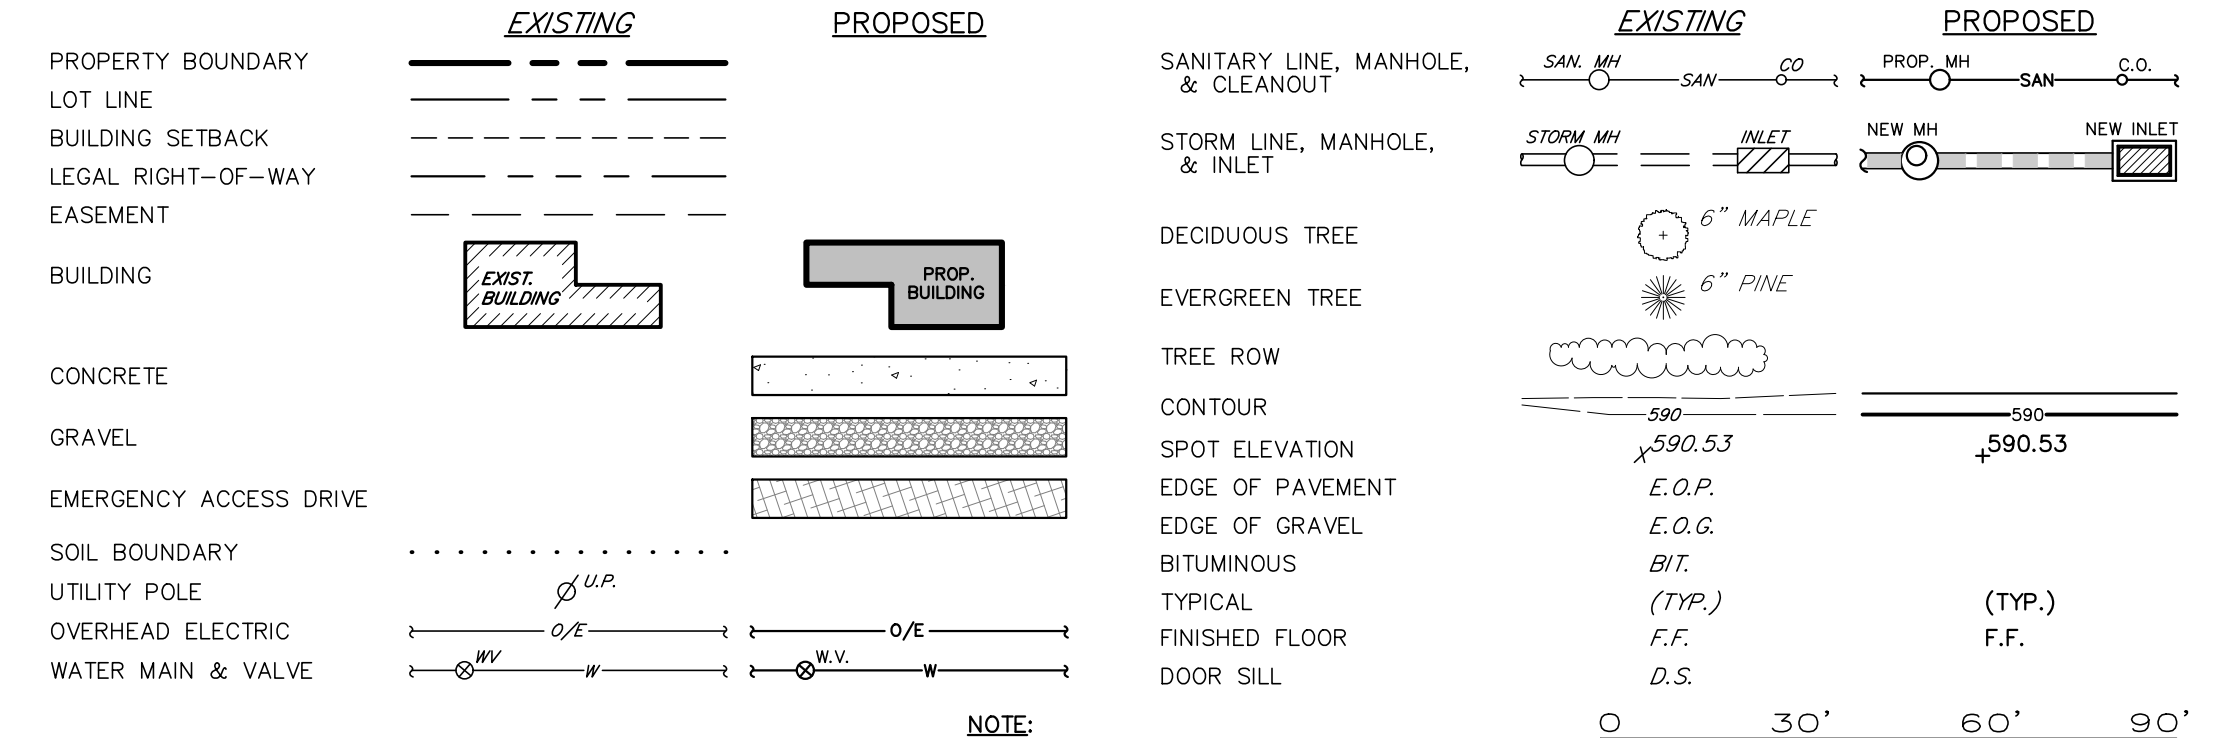 EXISTING PROPOSED
PROPERTY BOUNDARY
LOT LINE
BUILDING SETBACK
LEGAL RIGHT-OF-WAY
EASEMENT
BUILDING
EXIST.
BUILDING
PROP.
BUILDING
CONCRETE
GRAVEL
EMERGENCY ACCESS DRIVE
SOIL BOUNDARY
UTILITY POLE U.P.
OVERHEAD ELECTRIC O/E O/E
WATER MAIN & VALVE WV W W.V. W
NOTE:
EXISTING PROPOSED
SANITARY LINE, MANHOLE,
& CLEANOUT
SAN. MH SAN CO
PROP. MH SAN C.O.
STORM LINE, MANHOLE,
& INLET
STORM MH INLET
NEW MH NEW INLET
DECIDUOUS TREE 6" MAPLE
EVERGREEN TREE 6" PINE
TREE ROW
CONTOUR 590 590
SPOT ELEVATION 590.53 590.53
EDGE OF PAVEMENT E.O.P.
EDGE OF GRAVEL E.O.G.
BITUMINOUS BIT.
TYPICAL (TYP.) (TYP.)
FINISHED FLOOR F.F. F.F.
DOOR SILL D.S.
0 30' 60' 90'